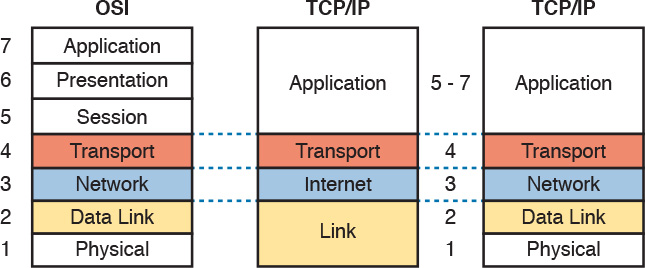 OSI TCP/IP TCP/IP
7 Application
6 Presentation Application 5 - 7 Application
5 Session
4 Transport Transport 4 Transport
3 Network Internet 3 Network
2 Data Link Link 2 Data Link
1 Physical 1 Physical